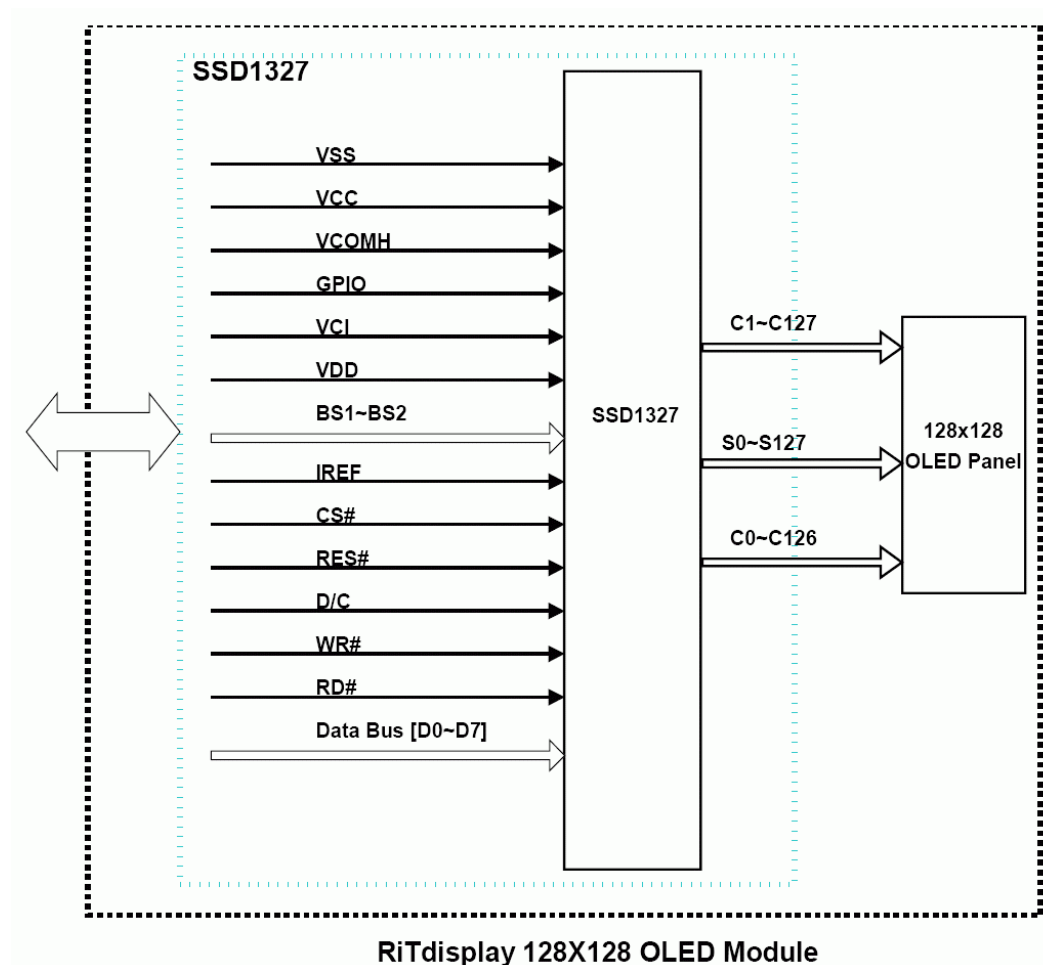 SSD1327
VSS
VCC
VCOMH
GPIO
VCI
VDD
BS1~BS2
IREF
CS#
RES#
D/C
WR#
RD#
Data Bus [D0~D7]
SSD1327
C1~C127
S0~S127
C0~C126
128x128
OLED Panel
RiTdisplay 128X128 OLED Module